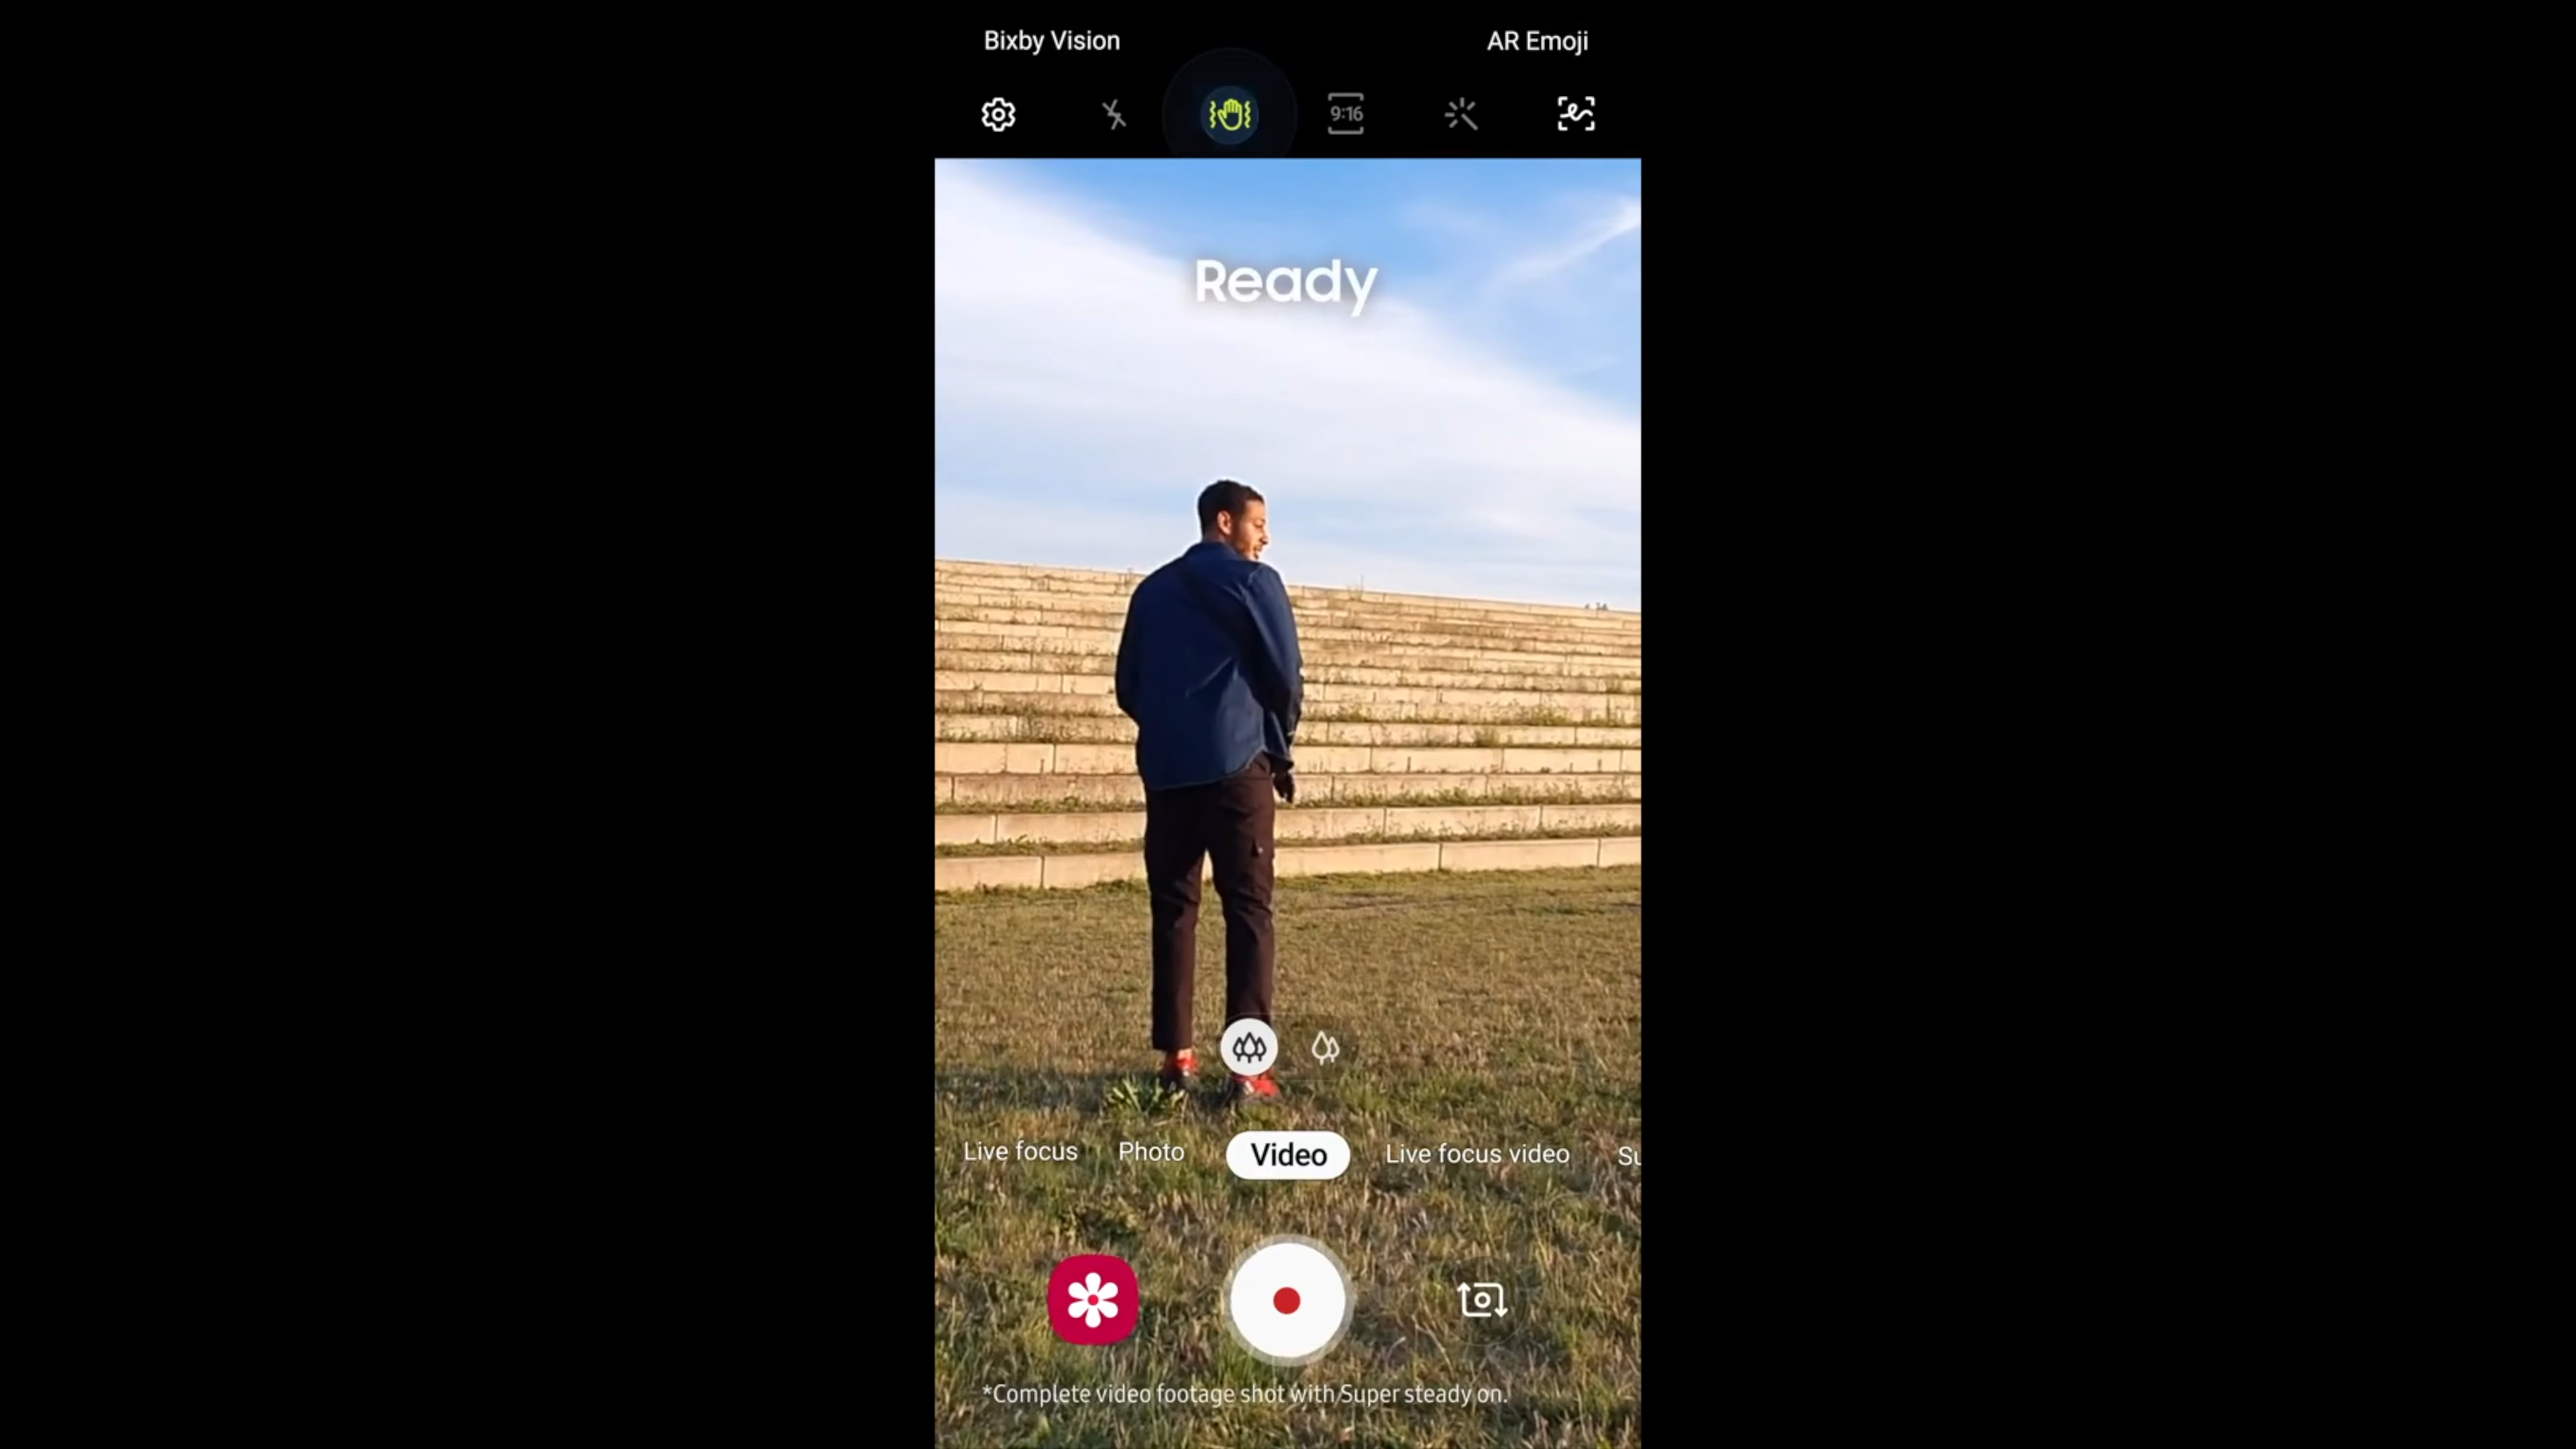 Bixby Vision AR Emoji
9:16
Ready
Live focus Photo Video Live focus video Su
*Complete video footage shot with Super steady on.